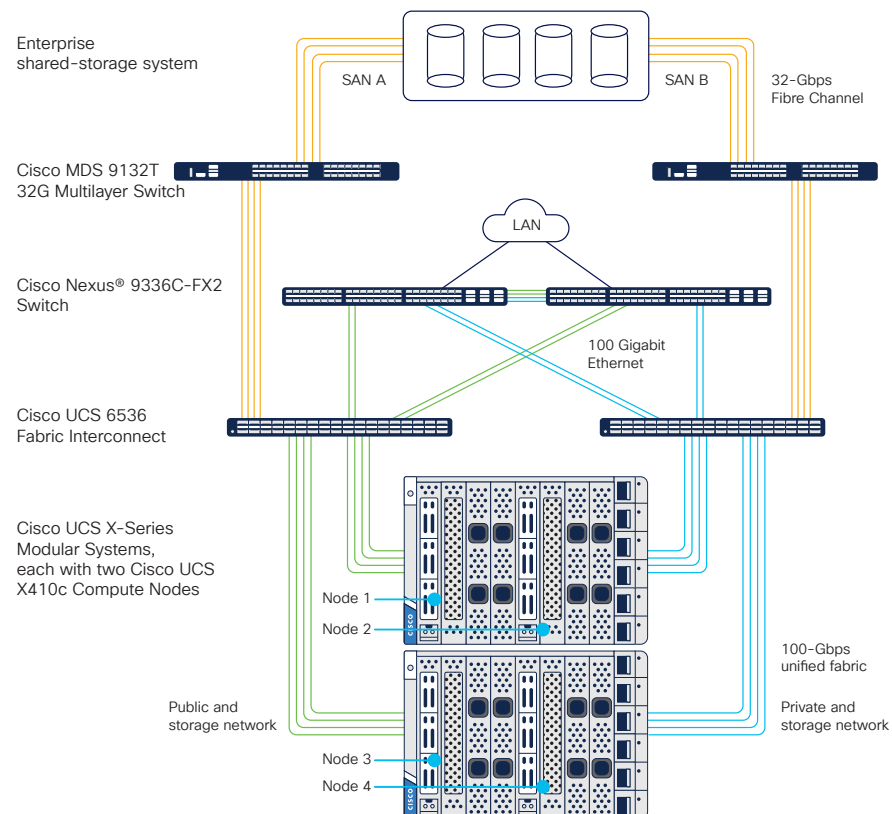 Enterprise
shared-storage system
SAN A
SAN B
32-Gbps
Fibre Channel
Cisco MDS 9132T
32G Multilayer Switch
LAN
Cisco Nexus® 9336C-FX2
Switch
100 Gigabit
Ethernet
Cisco UCS 6536
Fabric Interconnect
Cisco UCS X-Series
Modular Systems,
each with two Cisco UCS
X410c Compute Nodes
Node 1
Node 2
CISCO
100-Gbps
unified fabric
Public and
storage network
Private and
storage network
Node 3
Node 4
CISCO